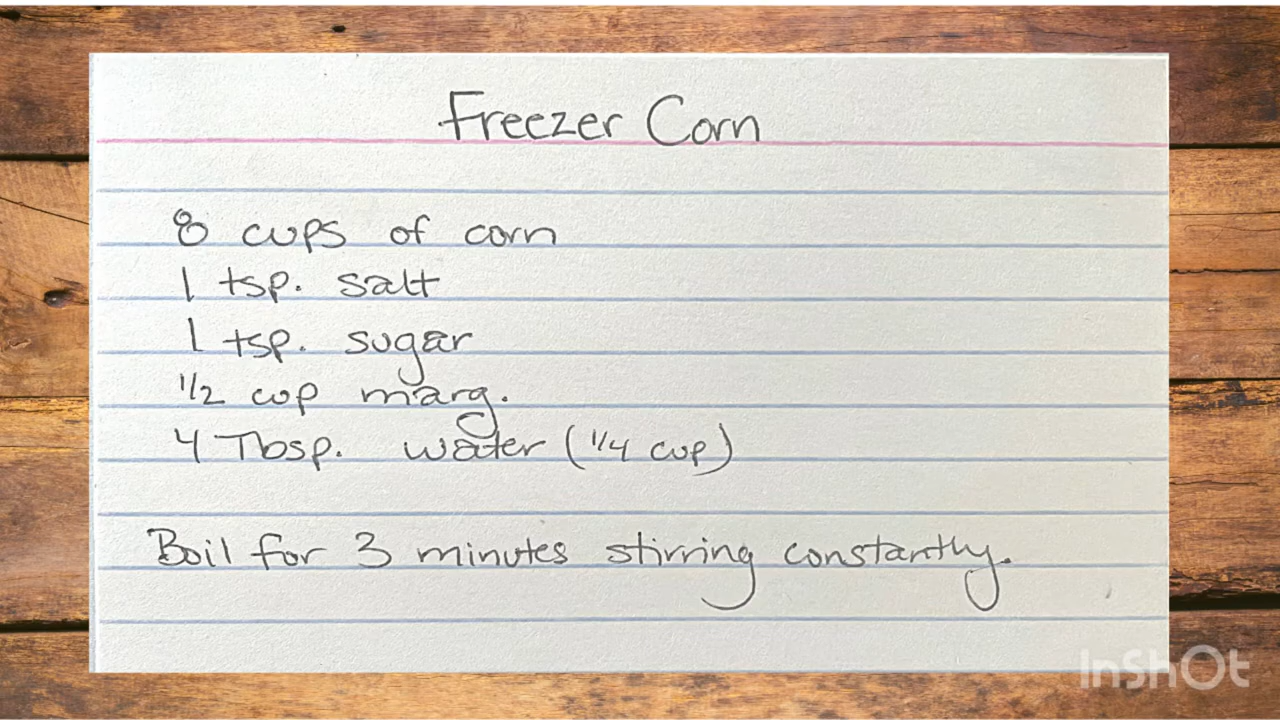 Freezer Corn
8 cups of corn
1 tsp. salt
1 tsp. sugar
1/2 cup marg.
4 Tbsp. water (1/4 cup)
Boil for 3 minutes stirring constantly.
InShOt